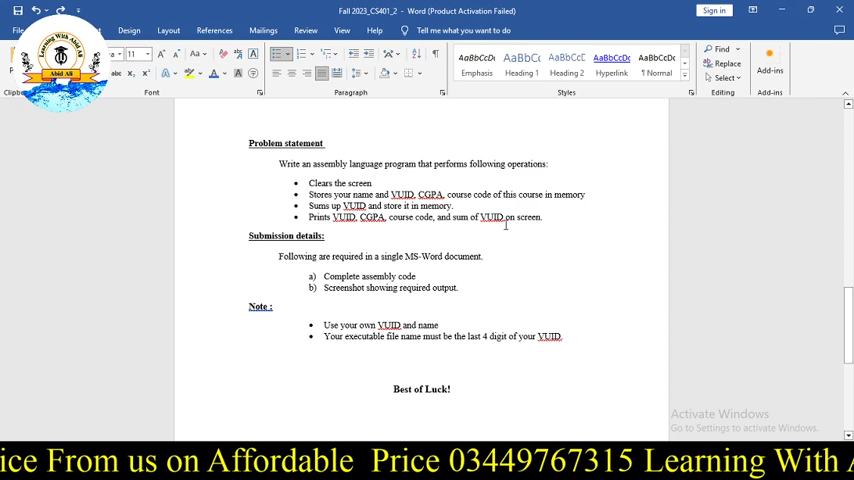 Fall 2023_CS401_2 - Word (Product Activation Failed)
Sign in
Design Layout References Mailings Review View Help Tell me what you want to do
Learning With Abid Ali
Abid Ali
11
Aa
Emphasis Heading 1 Heading 2 Hyperlink ¶ Normal
Find
Replace
Select
Add-ins
Font Paragraph Styles Editing Add-ins
Problem statement
Write an assembly language program that performs following operations:
• Clears the screen
• Stores your name and VUID, CGPA, course code of this course in memory
• Sums up VUID and store it in memory.
• Prints VUID, CGPA, course code, and sum of VUID on screen.
Submission details:
Following are required in a single MS-Word document.
a) Complete assembly code
b) Screenshot showing required output.
Note :
• Use your own VUID and name
• Your executable file name must be the last 4 digit of your VUID.
Best of Luck!
Activate Windows
Go to Settings to activate Windows.
ice From us on Affordable Price 03449767315 Learning With A